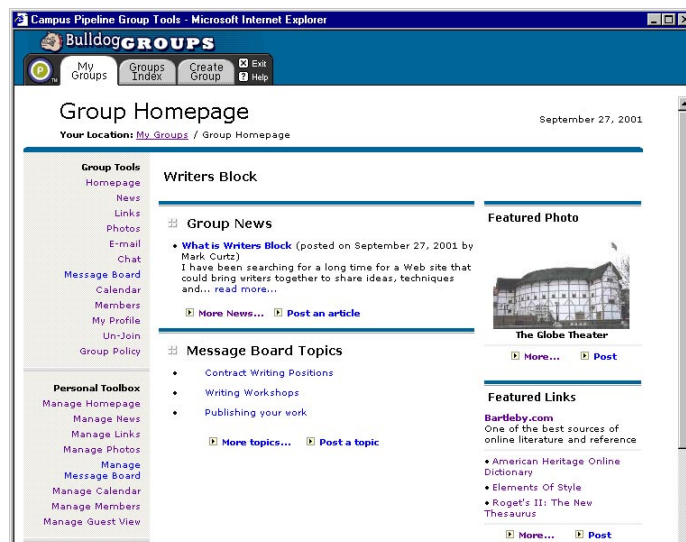 Campus Pipeline Group Tools - Microsoft Internet Explorer
BulldogGROUPS
P
TM
My Groups
Groups Index
Create Group
Exit
Help
Group Homepage
September 27, 2001
Your Location: My Groups / Group Homepage
Group Tools
Homepage
News
Links
Photos
E-mail
Chat
Message Board
Calendar
Members
My Profile
Un-Join
Group Policy
Personal Toolbox
Manage Homepage
Manage News
Manage Links
Manage Photos
Manage
Message Board
Manage Calendar
Manage Members
Manage Guest View
Writers Block
Group News
• What is Writers Block (posted on September 27, 2001 by
Mark Curtz)
I have been searching for a long time for a Web site that
could bring writers together to share ideas, techniques
and... read more...
More News... Post an article
Message Board Topics
• Contract Writing Positions
• Writing Workshops
• Publishing your work
More topics... Post a topic
Featured Photo
The Globe Theater
More... Post
Featured Links
Bartleby.com
One of the best sources of
online literature and reference
• American Heritage Online
Dictionary
• Elements Of Style
• Roget's II: The New
Thesaurus
More... Post